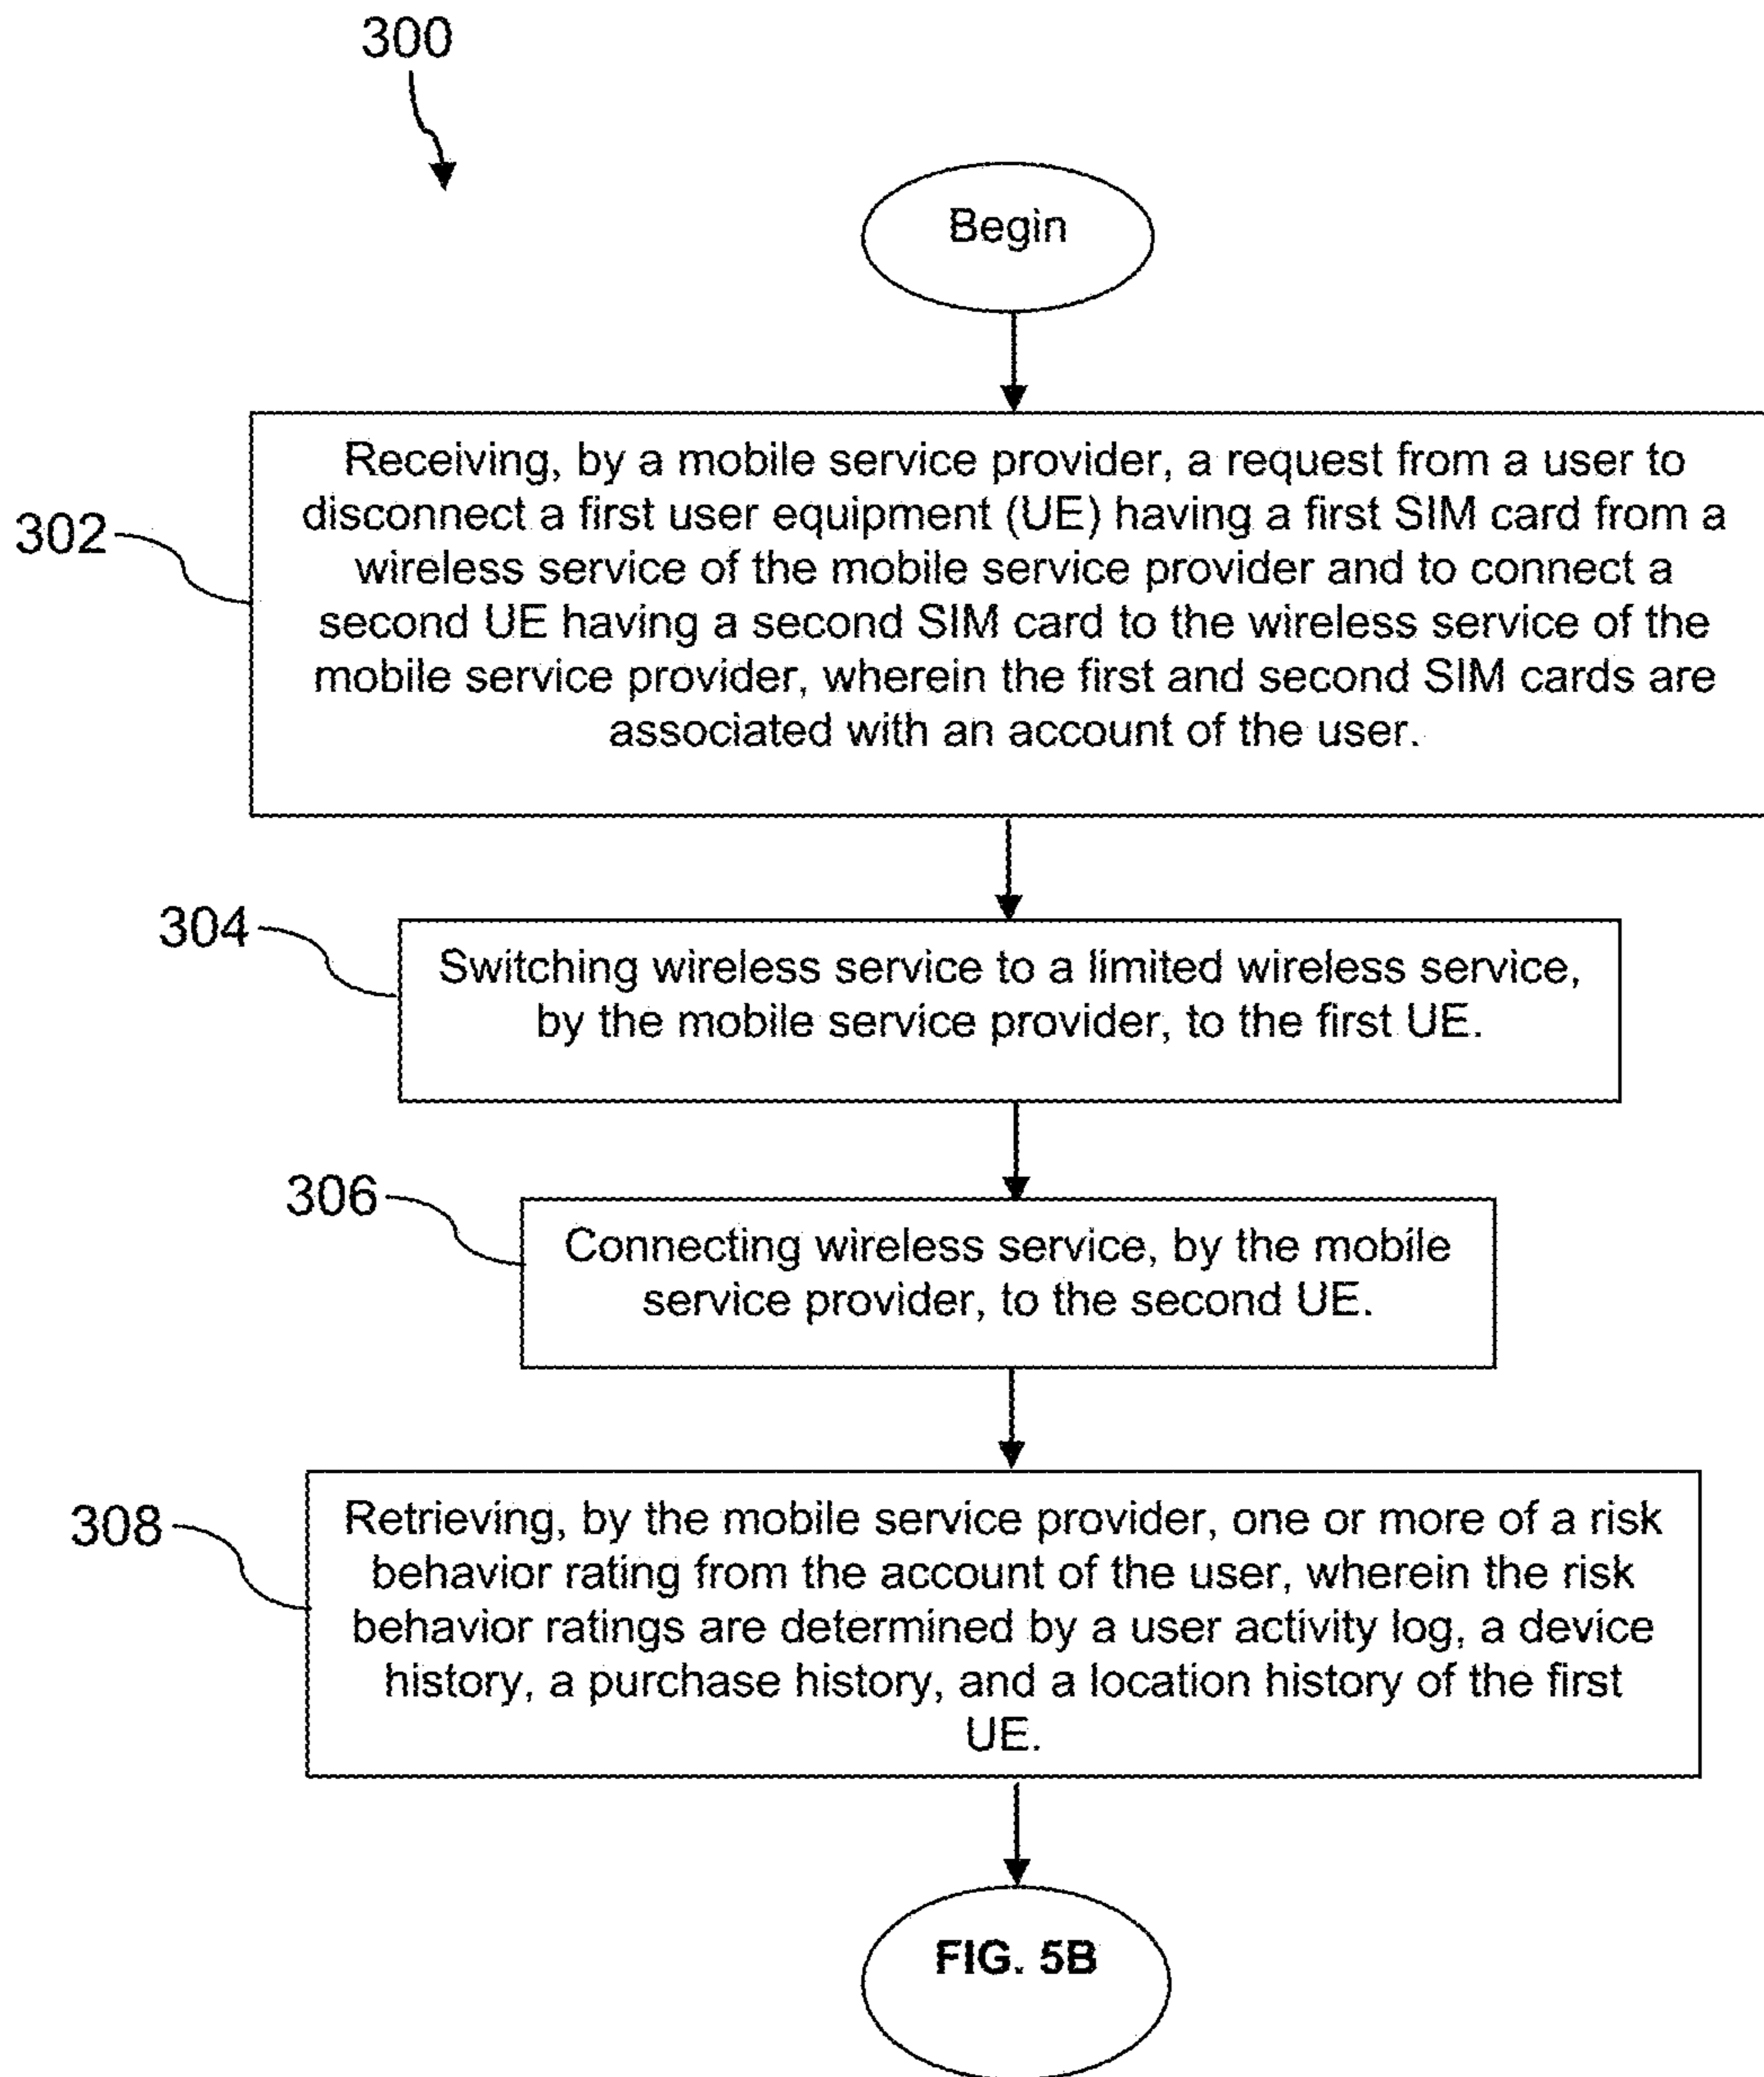 300
Begin
302
Receiving, by a mobile service provider, a request from a user to
disconnect a first user equipment (UE) having a first SIM card from a
wireless service of the mobile service provider and to connect a
second UE having a second SIM card to the wireless service of the
mobile service provider, wherein the first and second SIM cards are
associated with an account of the user.
304
Switching wireless service to a limited wireless service,
by the mobile service provider, to the first UE.
306
Connecting wireless service, by the mobile
service provider, to the second UE.
308
Retrieving, by the mobile service provider, one or more of a risk
behavior rating from the account of the user, wherein the risk
behavior ratings are determined by a user activity log, a device
history, a purchase history, and a location history of the first
UE.
FIG. 5B